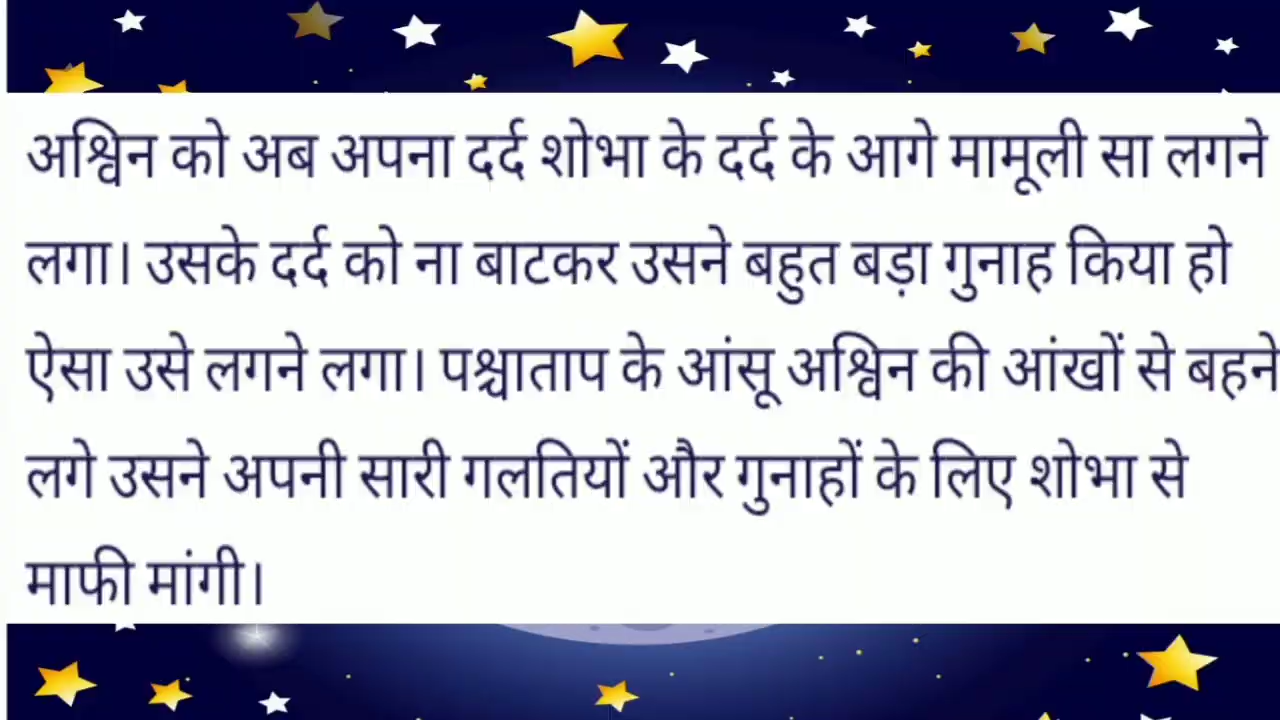 अश्विन को अब अपना दर्द शोभा के दर्द के आगे मामूली सा लगने
लगा। उसके दर्द को ना बाटकर उसने बहुत बड़ा गुनाह किया हो
ऐसा उसे लगने लगा। पश्चाताप के आंसू अश्विन की आंखों से बहने
लगे उसने अपनी सारी गलतियों और गुनाहों के लिए शोभा से
माफी मांगी।